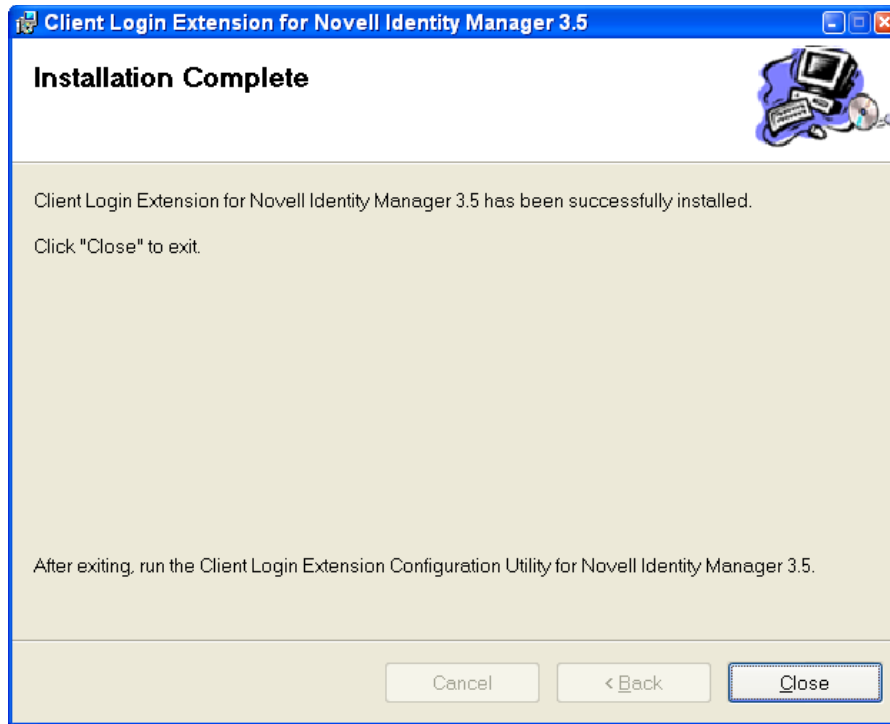 Client Login Extension for Novell Identity Manager 3.5
Installation Complete
Client Login Extension for Novell Identity Manager 3.5 has been successfully installed.
Click "Close" to exit.
After exiting, run the Client Login Extension Configuration Utility for Novell Identity Manager 3.5.
Cancel
< Back
Close